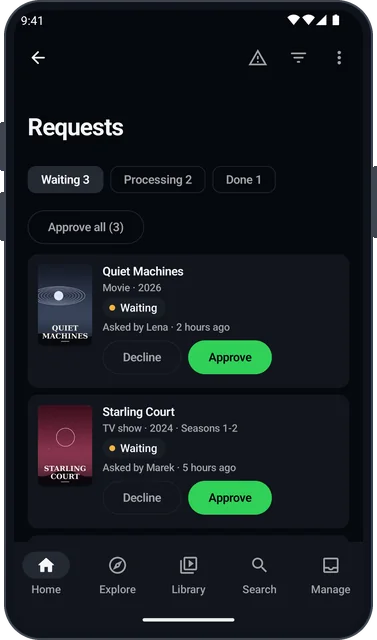 9:41
Requests
Waiting 3
Processing 2
Done 1
Approve all (3)
QUIET
MACHINES
Quiet Machines
Movie · 2026
Waiting
Asked by Lena · 2 hours ago
Decline
Approve
STARLING
COURT
Starling Court
TV show · 2024 · Seasons 1-2
Waiting
Asked by Marek · 5 hours ago
Decline
Approve
Home
Explore
Library
Search
Manage